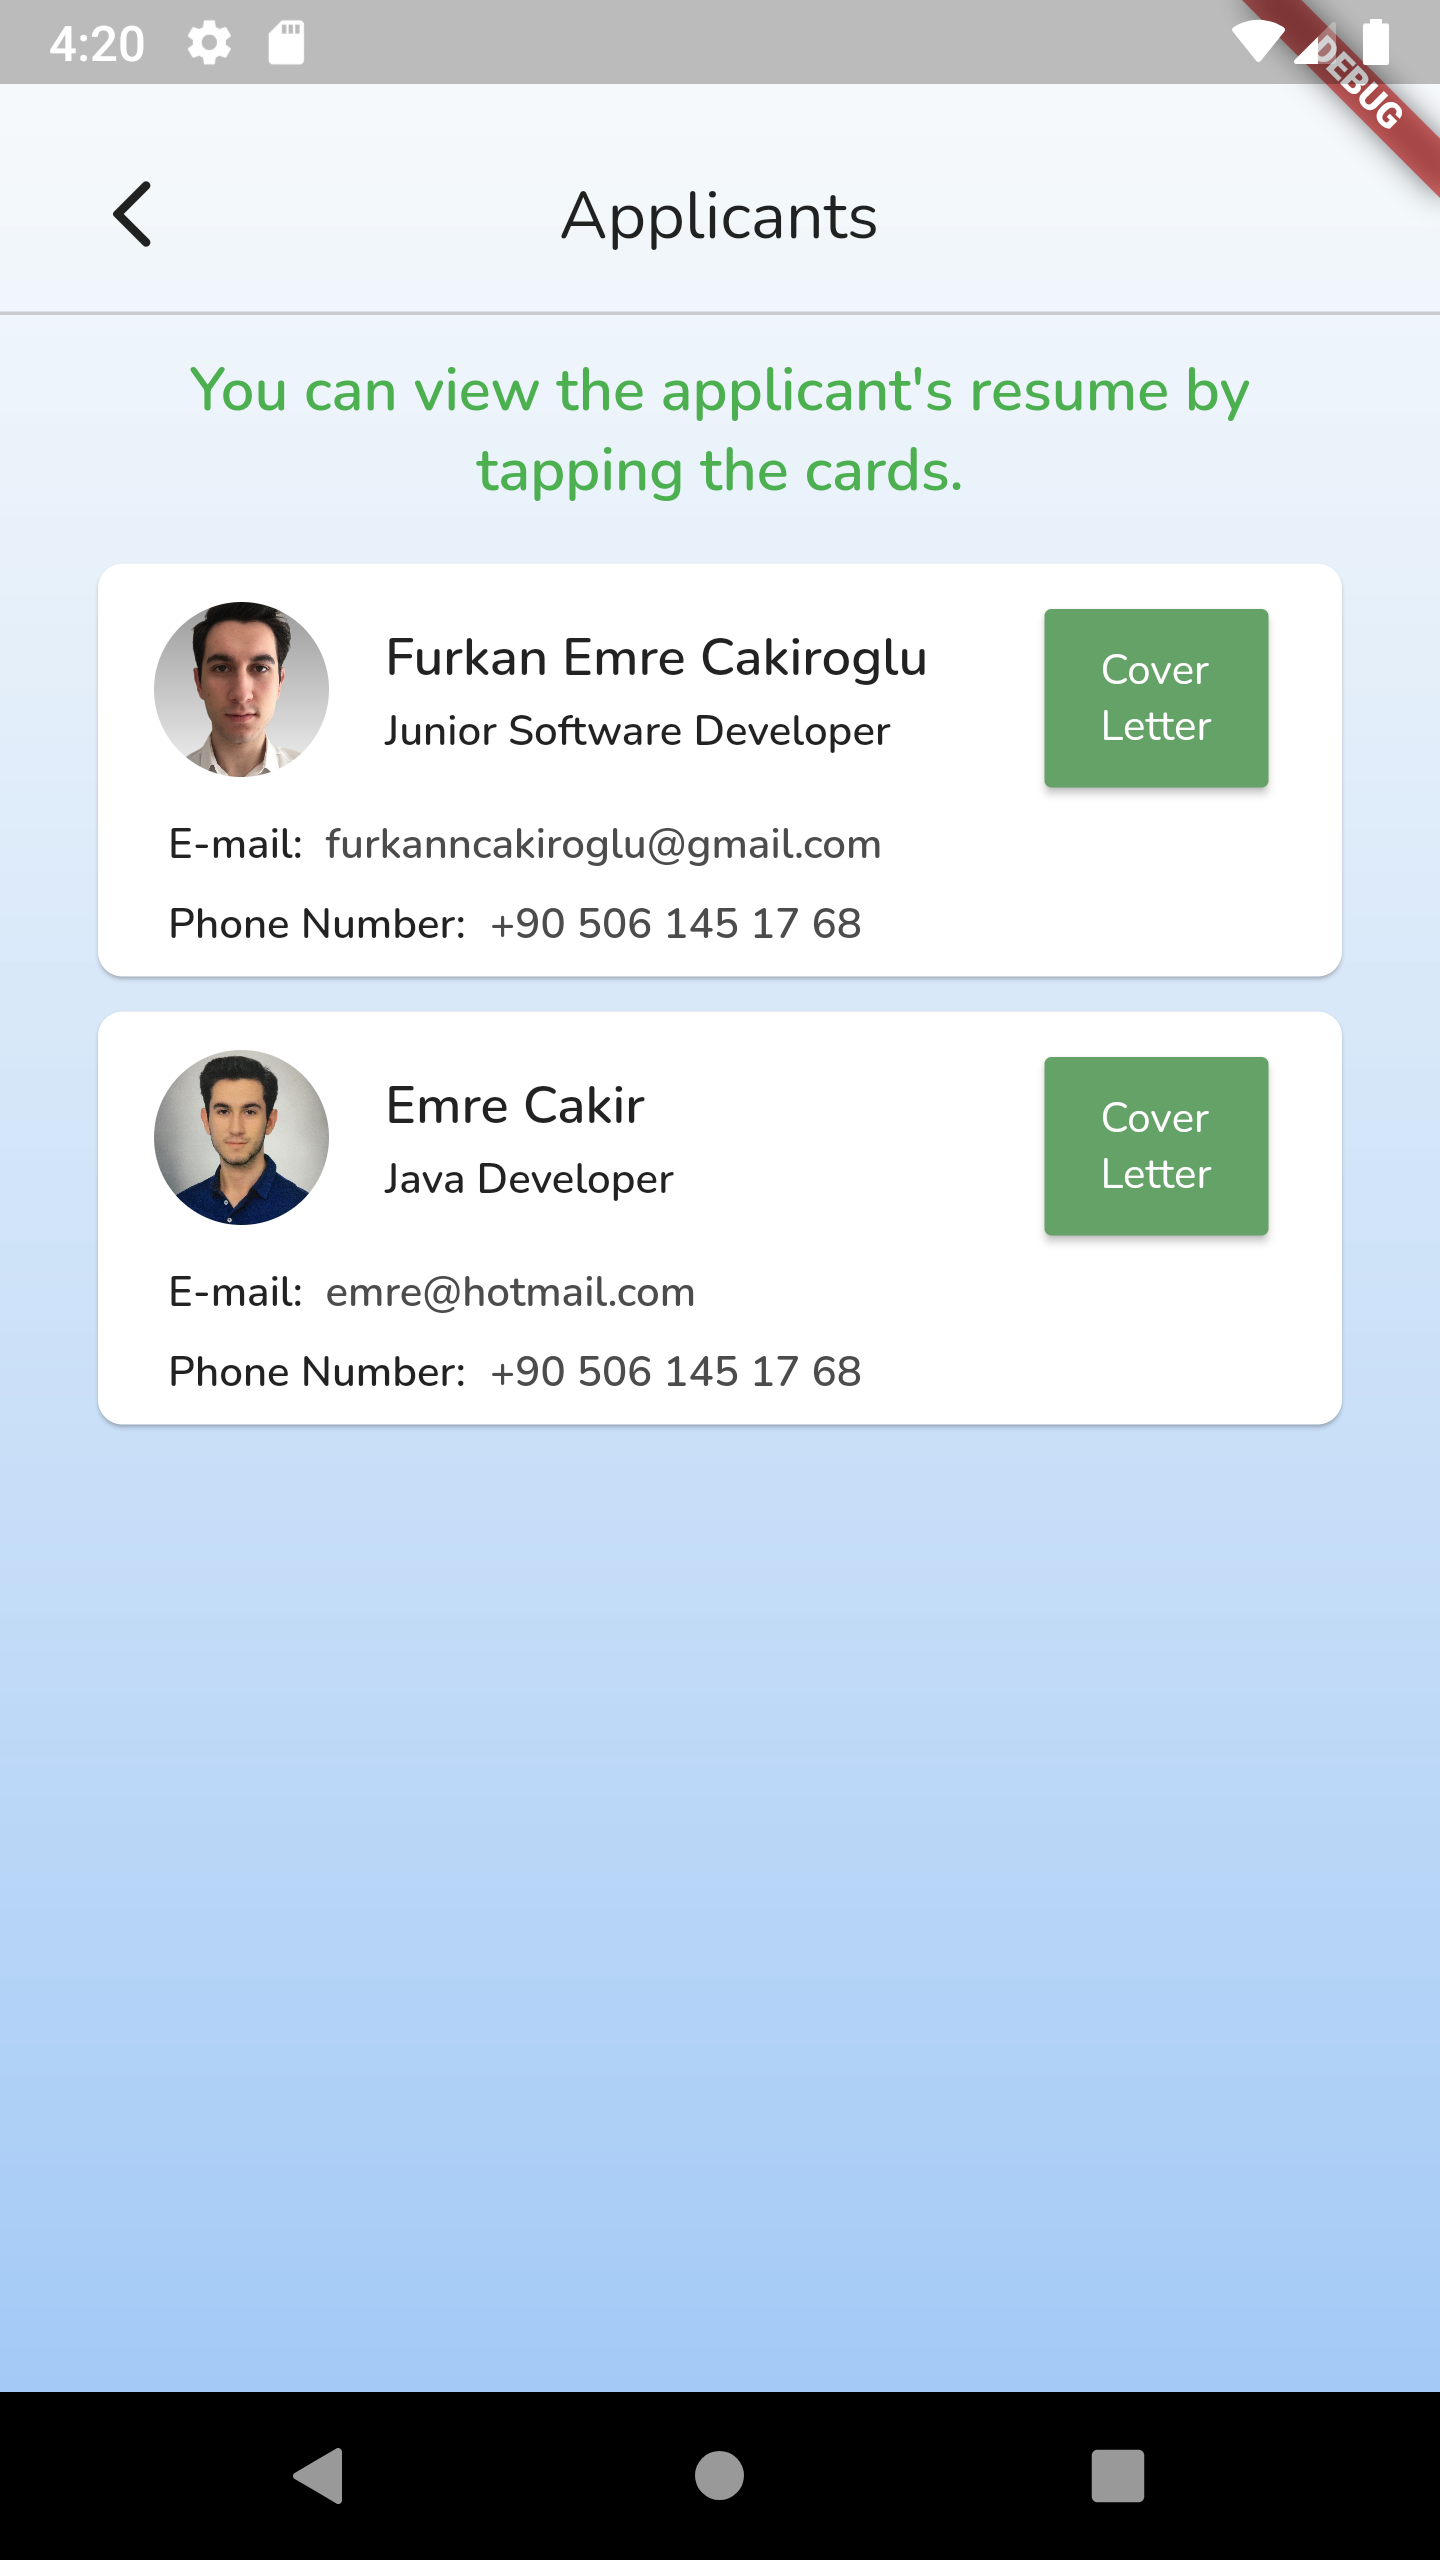 4:20
DEBUG
Applicants
You can view the applicant's resume by
tapping the cards.
Furkan Emre Cakiroglu
Junior Software Developer
Cover
Letter
E-mail: furkanncakiroglu@gmail.com
Phone Number: +90 506 145 17 68
Emre Cakir
Java Developer
Cover
Letter
E-mail: emre@hotmail.com
Phone Number: +90 506 145 17 68